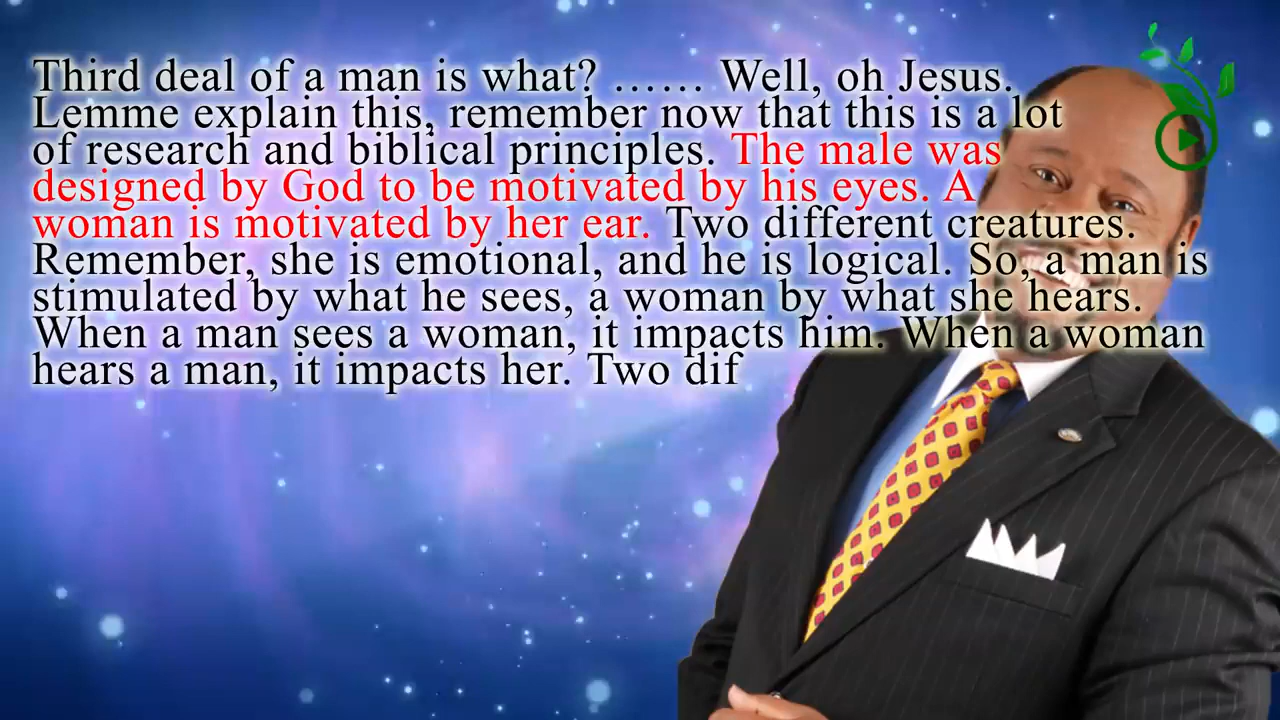 Third deal of a man is what? …… Well, oh Jesus.
Lemme explain this, remember now that this is a lot
of research and biblical principles. The male was
designed by God to be motivated by his eyes. A
woman is motivated by her ear. Two different creatures.
Remember, she is emotional, and he is logical. So, a man is
stimulated by what he sees, a woman by what she hears.
When a man sees a woman, it impacts him. When a woman
hears a man, it impacts her. Two dif